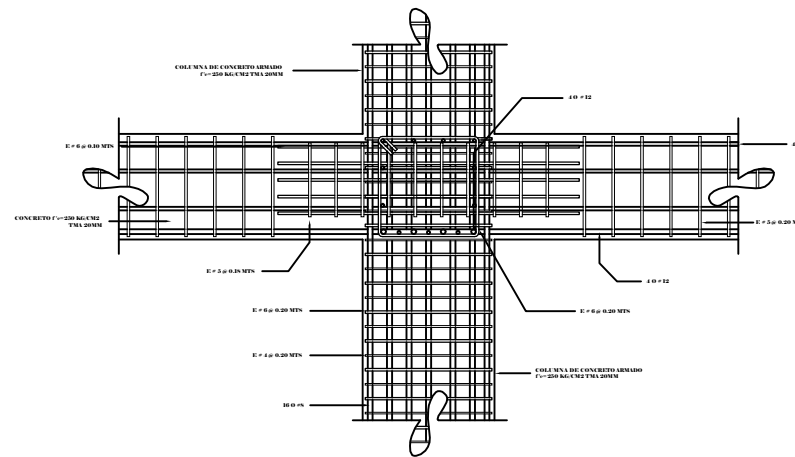 COLUMNA DE CONCRETO ARMADO
f'c=250 KG/CM2 TMA 20MM
4 O #12
E #6@ 0.10 MTS
4
CONCRETO f'c=250 KG/CM2
TMA 20MM
E #5@ 0.20 M
E #5@ 0.18 MTS
4 O #12
E #6@ 0.20 MTS
E #6@ 0.20 MTS
E #4@ 0.20 MTS
COLUMNA DE CONCRETO ARMADO
f'c=250 KG/CM2 TMA 20MM
16 O #8